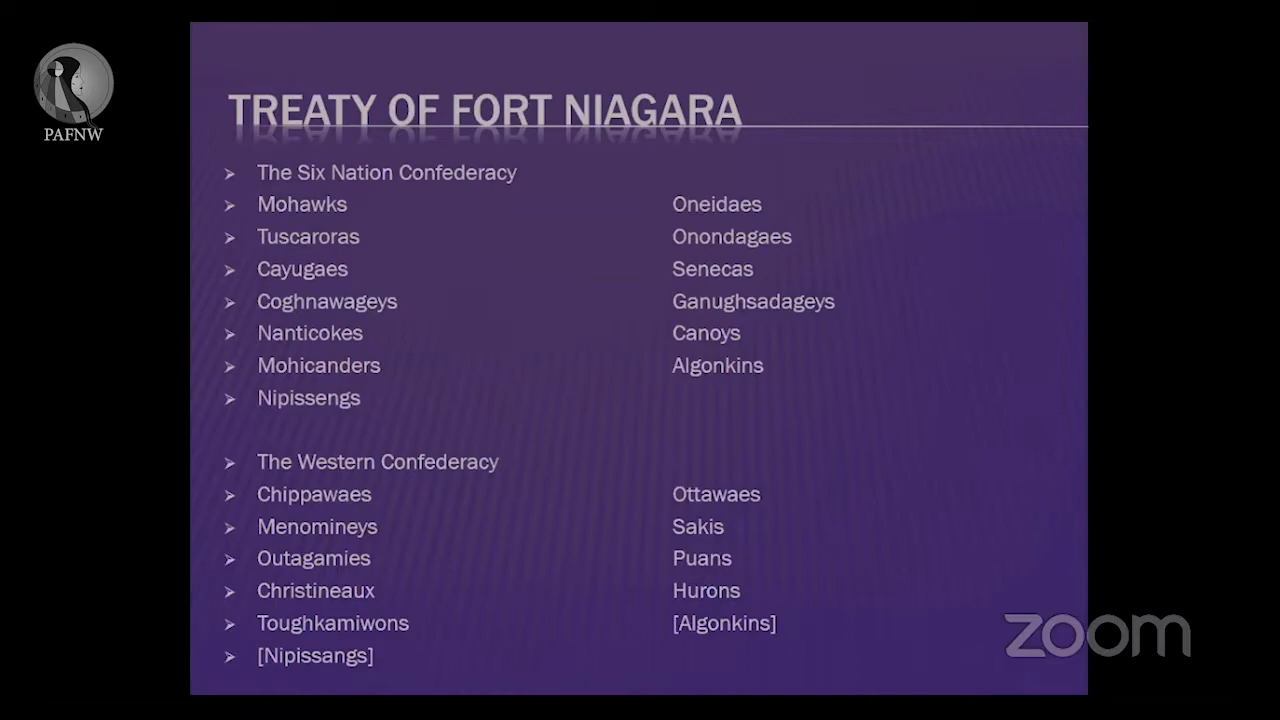 PAFNW
TREATY OF FORT NIAGARA
The Six Nation Confederacy
Mohawks Oneidaes
Tuscaroras Onondagaes
Cayugaes Senecas
Coghnawageys Ganughsadageys
Nanticokes Canoys
Mohicanders Algonkins
Nipissengs
The Western Confederacy
Chippawaes Ottawaes
Menomineys Sakis
Outagamies Puans
Christineaux Hurons
Toughkamiwons [Algonkins]
[Nipissangs]
zoom